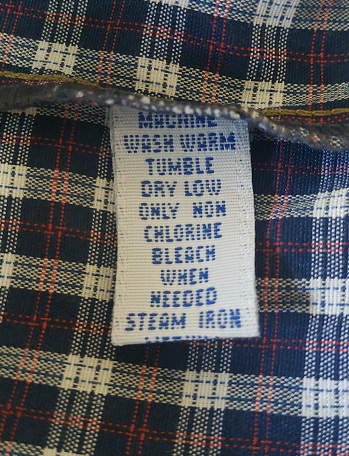 MACHINE
WASH WARM
TUMBLE
DRY LOW
ONLY NON
CHLORINE
BLEACH
WHEN
NEEDED
STEAM IRON